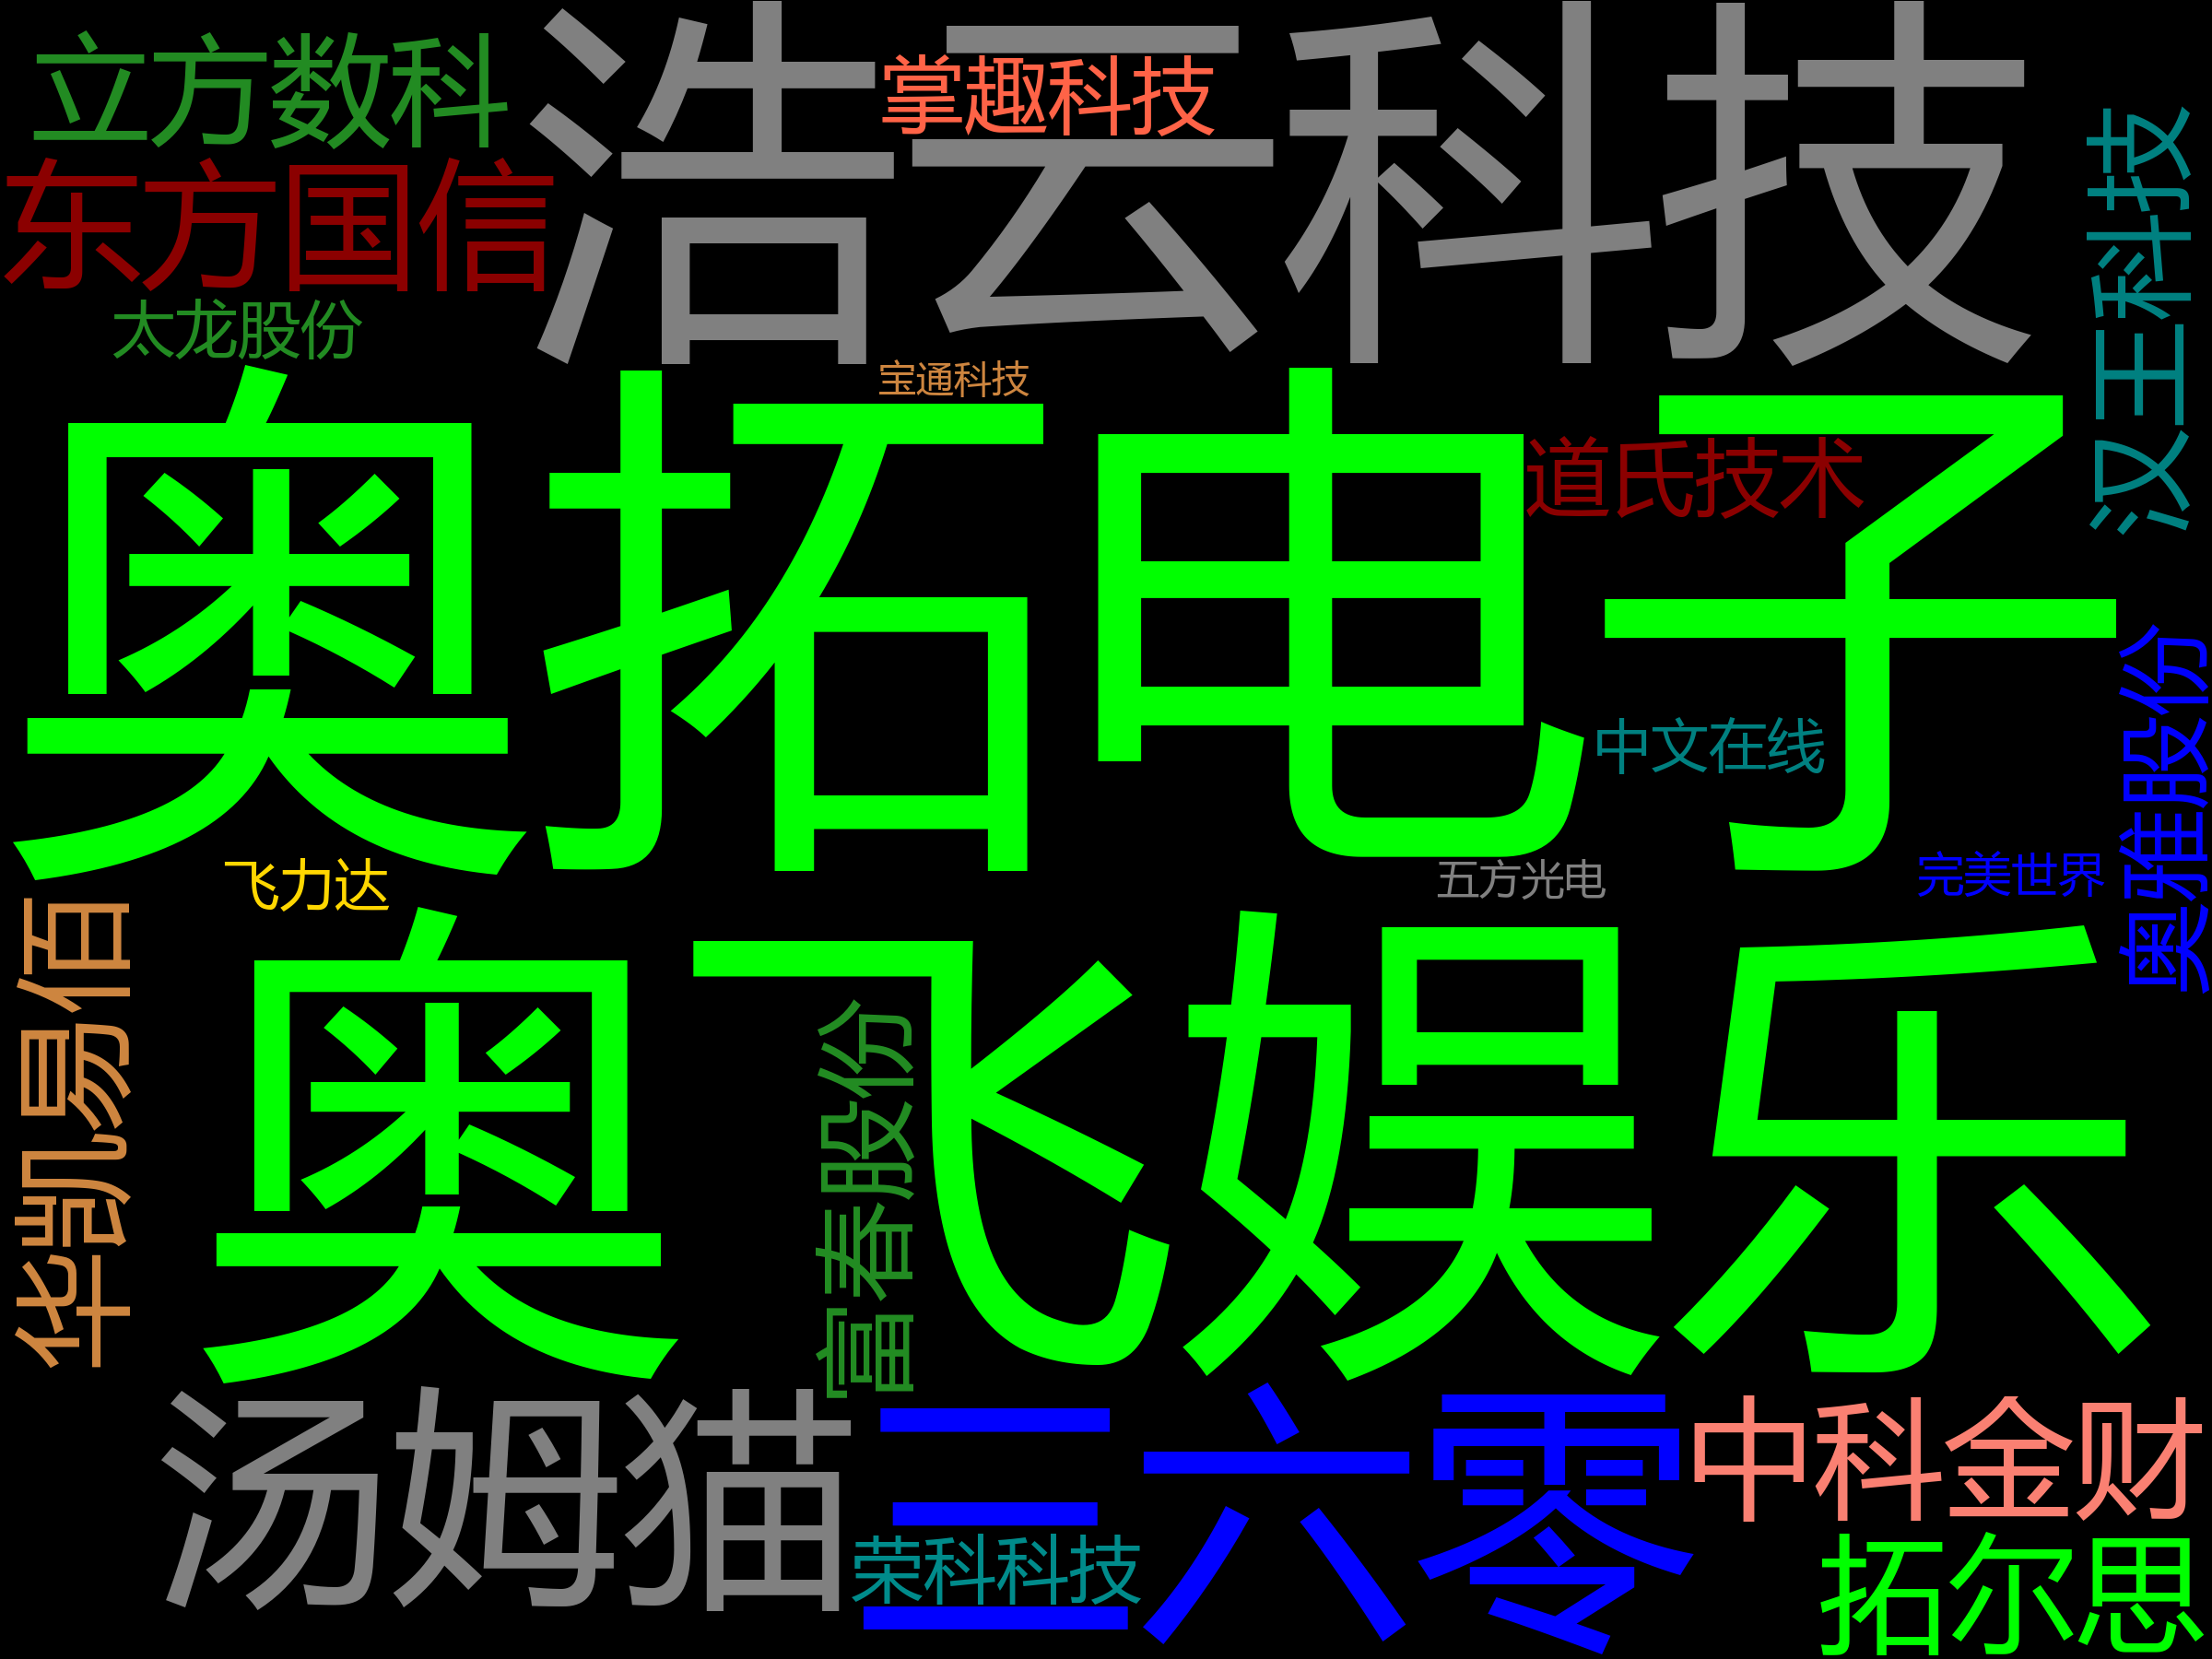 立方数科
浩云科技
掌趣科技
汉王科技
东方国信
太龙股份
宝通科技
奥拓电子
道氏技术
中文在线
奥雅股份
飞力达
五方光电
完美世界
华凯易佰
奥飞娱乐
富春股份
汤姆猫
三六零
荣科科技
中科金财
拓尔思